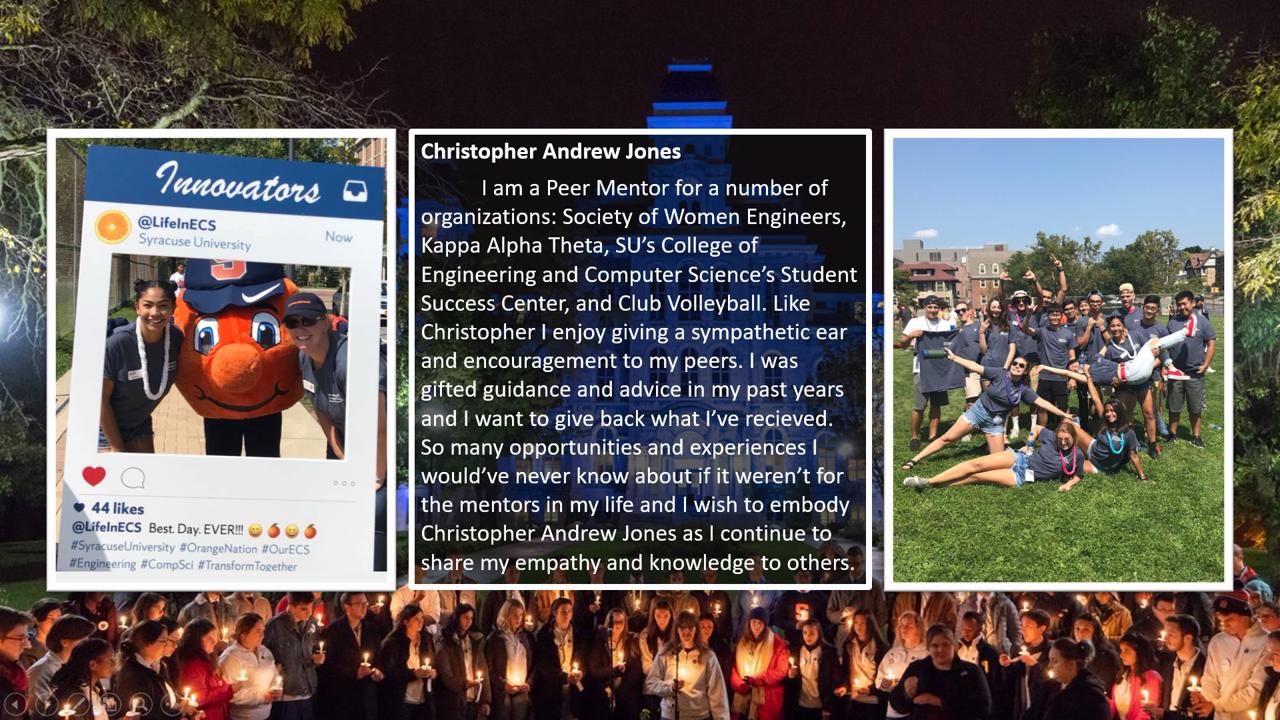 Innovators
@LifeInECS
Syracuse University
Now
S
44 likes
@LifeInECS Best. Day. EVER!!!
#SyracuseUniversity #OrangeNation #OurECS
#Engineering #CompSci #TransformTogether
Christopher Andrew Jones
I am a Peer Mentor for a number of
organizations: Society of Women Engineers,
Kappa Alpha Theta, SU’s College of
Engineering and Computer Science’s Student
Success Center, and Club Volleyball. Like
Christopher I enjoy giving a sympathetic ear
and encouragement to my peers. I was
gifted guidance and advice in my past years
and I want to give back what I’ve recieved.
So many opportunities and experiences I
would’ve never know about if it weren’t for
the mentors in my life and I wish to embody
Christopher Andrew Jones as I continue to
share my empathy and knowledge to others.